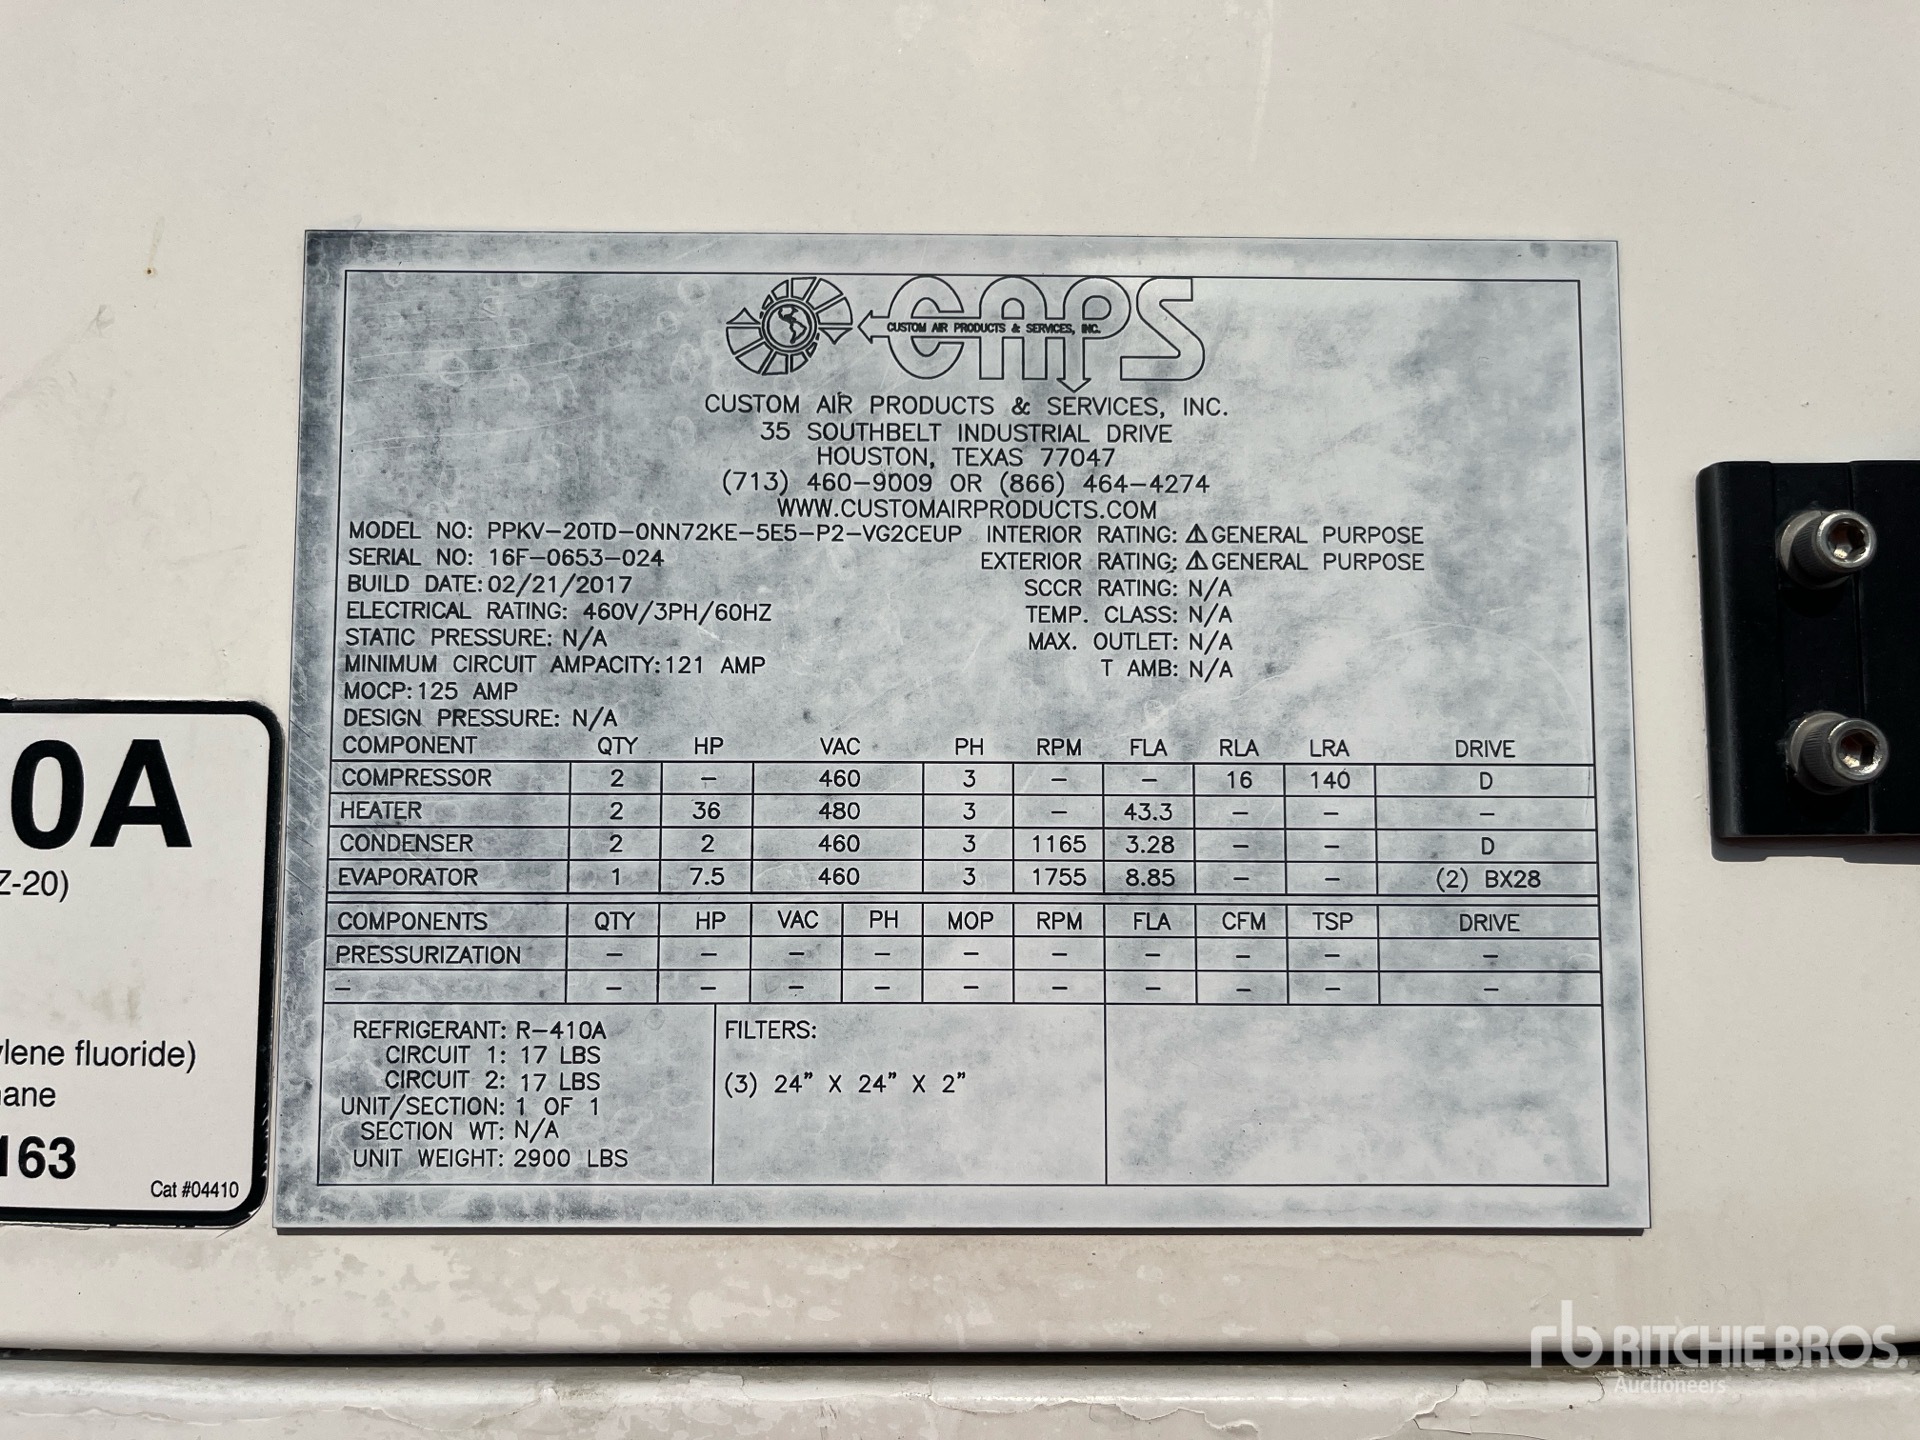 CAPS
CUSTOM AIR PRODUCTS & SERVICES, INC.
CUSTOM AIR PRODUCTS & SERVICES, INC.
35 SOUTHBELT INDUSTRIAL DRIVE
HOUSTON, TEXAS 77047
(713) 460-9009 OR (866) 464-4274
WWW.CUSTOMAIRPRODUCTS.COM
MODEL NO: PPKV-20TD-0NN72KE-5E5-P2-VG2CEUP INTERIOR RATING: ⚠GENERAL PURPOSE
SERIAL NO: 16F-0653-024 EXTERIOR RATING: ⚠GENERAL PURPOSE
BUILD DATE: 02/21/2017 SCCR RATING: N/A
ELECTRICAL RATING: 460V/3PH/60HZ TEMP. CLASS: N/A
STATIC PRESSURE: N/A MAX. OUTLET: N/A
MINIMUM CIRCUIT AMPACITY: 121 AMP T AMB: N/A
MOCP: 125 AMP
DESIGN PRESSURE: N/A
COMPONENT QTY HP VAC PH RPM FLA RLA LRA DRIVE
COMPRESSOR 2 - 460 3 - - 16 140 D
HEATER 2 36 480 3 - 43.3 - - -
CONDENSER 2 2 460 3 1165 3.28 - - D
EVAPORATOR 1 7.5 460 3 1755 8.85 - - (2) BX28
COMPONENTS QTY HP VAC PH MOP RPM FLA CFM TSP DRIVE
PRESSURIZATION - - - - - - - - - -
- - - - - - - - - - -
REFRIGERANT: R-410A
CIRCUIT 1: 17 LBS
CIRCUIT 2: 17 LBS
UNIT/SECTION: 1 OF 1
SECTION WT: N/A
UNIT WEIGHT: 2900 LBS
FILTERS:
(3) 24" X 24" X 2"
0A
Z-20)
ylene fluoride)
hane
163
Cat #04410
rb RITCHIE BROS.
Auctioneers